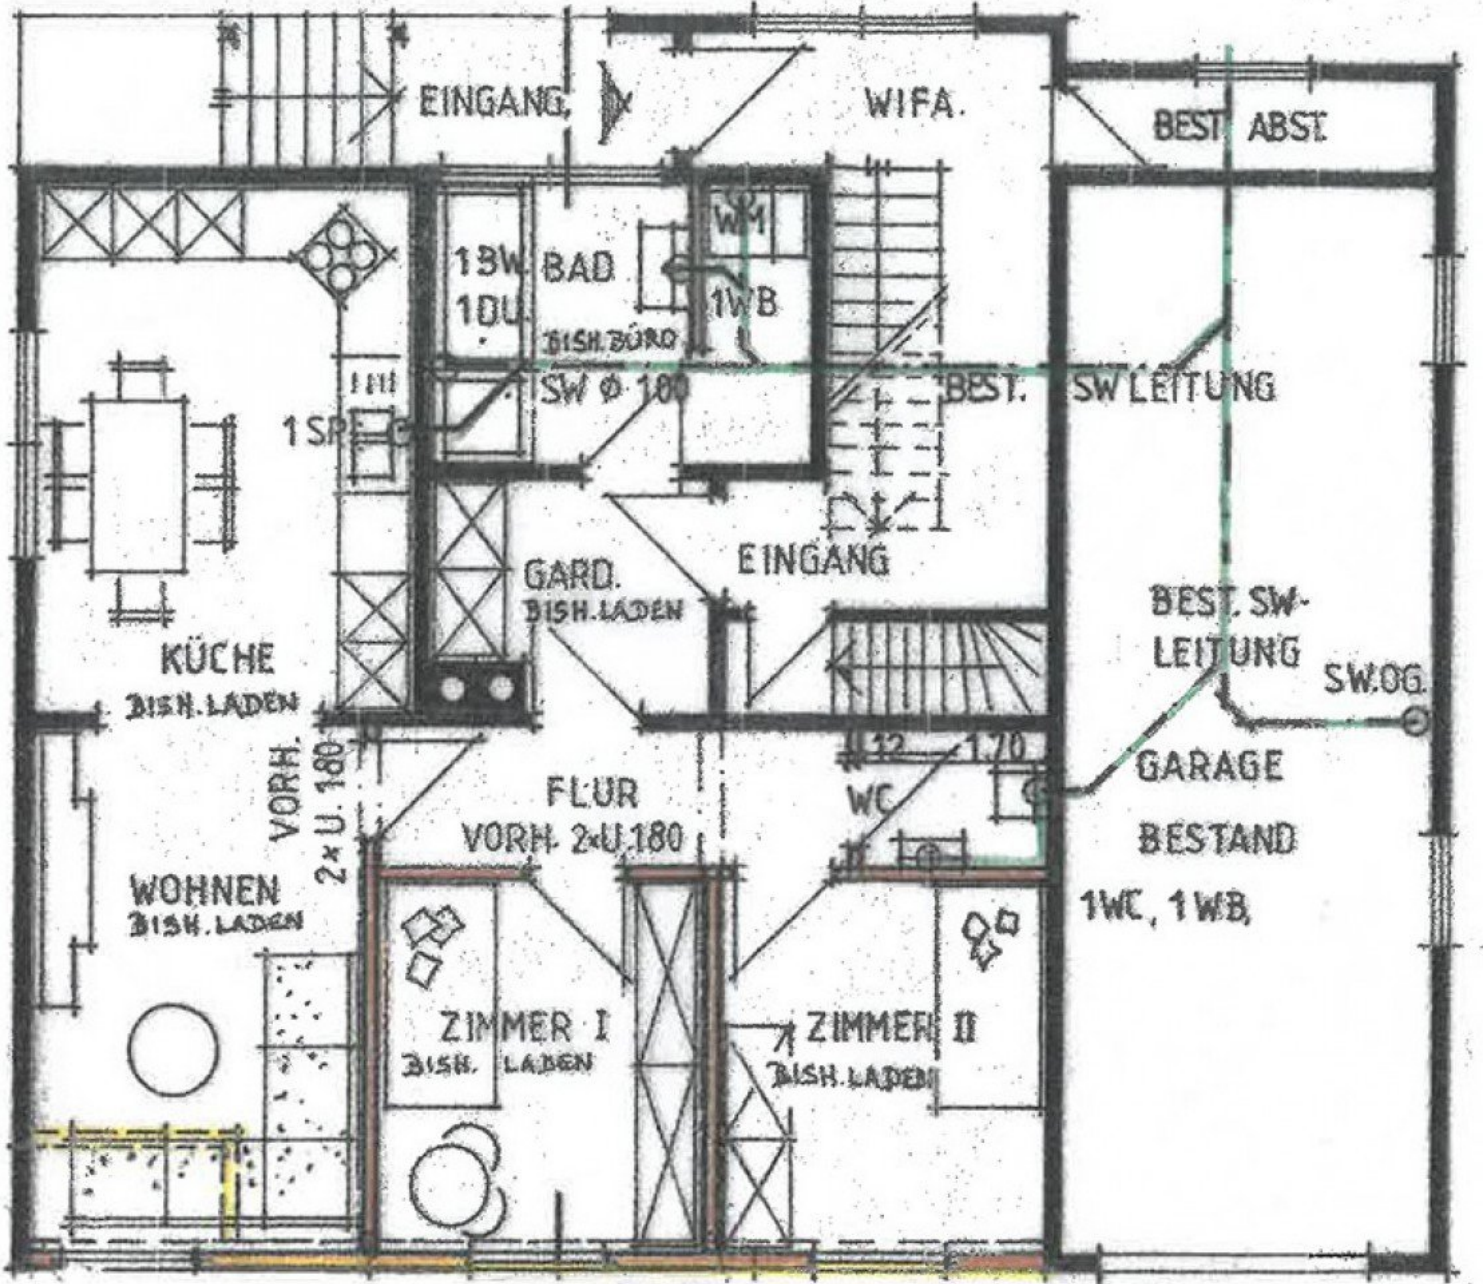 EINGANG
WIFA.
BEST. ABST.
WM
1BW.
1DU.
BAD
1WB
BISH. BÜRO
SW Ø 100
BEST. SW LEITUNG
1SP
EINGANG
GARD.
BISH. LADEN
BEST. SW-
LEITUNG
SW.OG.
KÜCHE
BISH. LADEN
VORH.
2xU. 180
12 1.70
WC
FLUR
VORH. 2xU.180
GARAGE
BESTAND
1WC, 1WB,
WOHNEN
BISH. LADEN
ZIMMER I
BISH. LADEN
ZIMMER II
BISH. LADEN